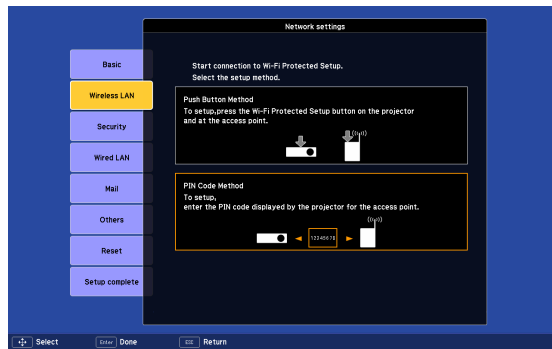 Network settings
Basic
Wireless LAN
Security
Wired LAN
Mail
Others
Reset
Setup complete
Start connection to Wi-Fi Protected Setup.
Select the setup method.
Push Button Method
To setup,press the Wi-Fi Protected Setup button on the projector
and at the access point.
PIN Code Method
To setup,
enter the PIN code displayed by the projector for the access point.
12345678
Select
Enter Done
ESC Return